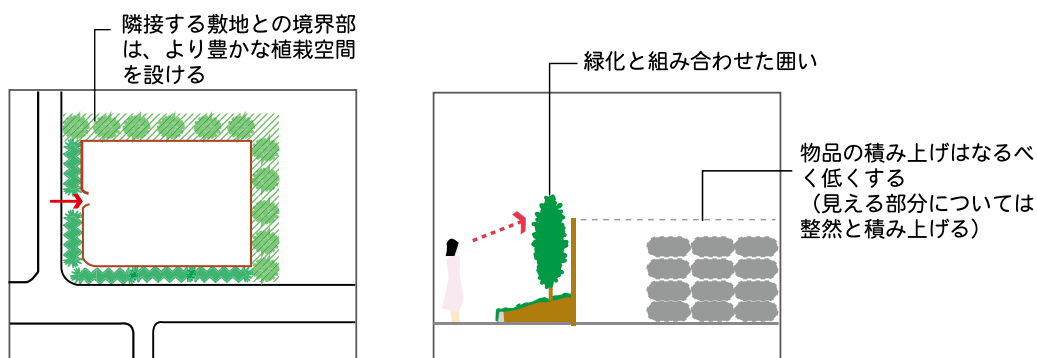 隣接する敷地との境界部
は、より豊かな植栽空間
を設ける
緑化と組み合わせた囲い
物品の積み上げはなるべ
く低くする
（見える部分については
整然と積み上げる）